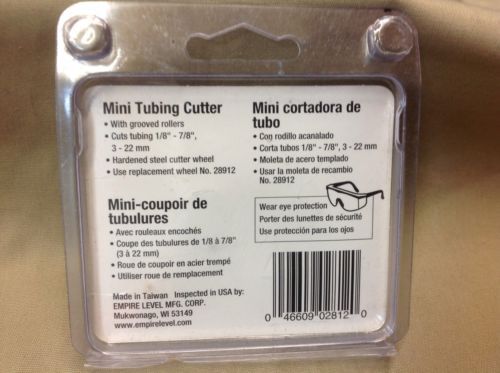 Mini Tubing Cutter
• With grooved rollers
• Cuts tubing 1/8" - 7/8",
3 - 22 mm
• Hardened steel cutter wheel
• Use replacement wheel No. 28912
Mini cortadora de
tubo
• Con rodillo acanalado
• Corta tubos 1/8" - 7/8", 3 - 22 mm
• Moleta de acero templado
• Usar la moleta de recambio
No. 28912
Mini-coupoir de
tubulures
• Avec rouleaux encochés
• Coupe des tubulures de 1/8 à 7/8"
(3 à 22 mm)
• Roue de coupoir en acier trempé
• Utiliser roue de remplacement
Wear eye protection
Porter des lunettes de sécurité
Use protección para los ojos
Made in Taiwan Inspected in USA by:
EMPIRE LEVEL MFG. CORP.
Mukwonago, WI 53149
www.empirelevel.com
0 46609 02812 0